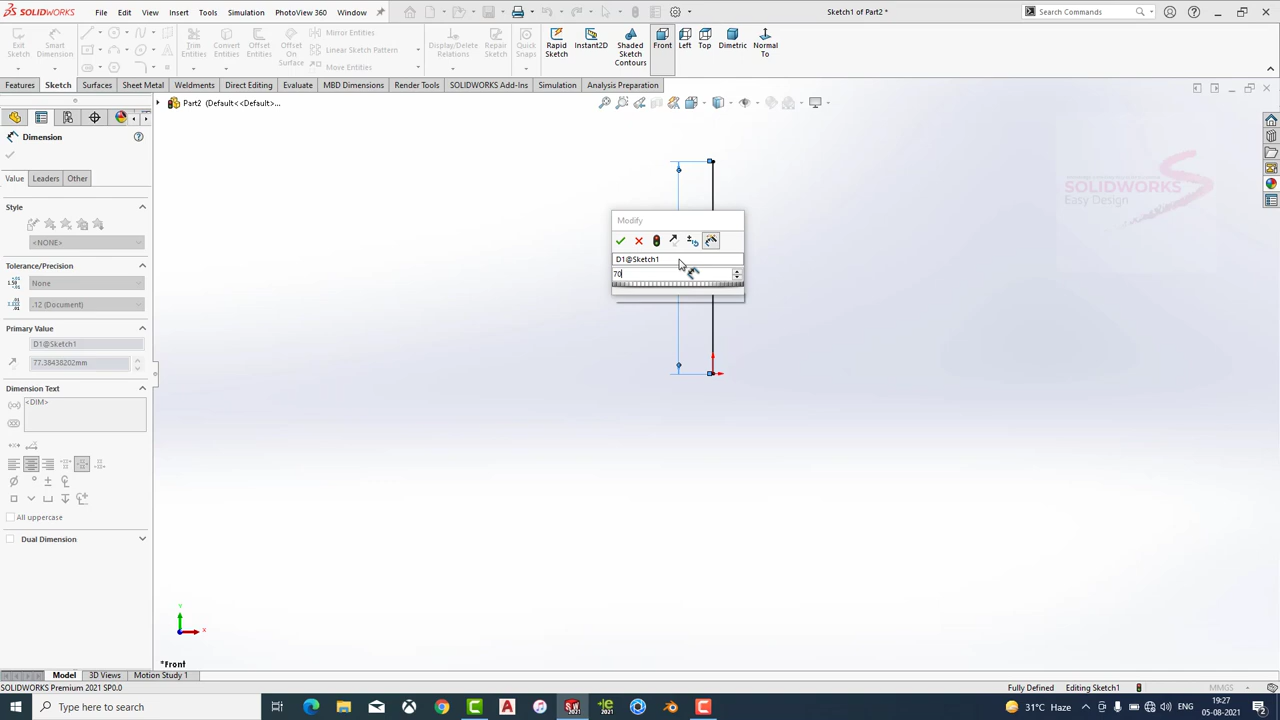 SOLIDWORKS File Edit View Insert Tools Simulation PhotoView 360 Window Sketch1 of Part2 * Search Commands
Exit Sketch
Smart Dimension
Trim Entities
Convert Entities
Offset Entities
Offset On Surface
Mirror Entities
Linear Sketch Pattern
Move Entities
Display/Delete Relations
Repair Sketch
Quick Snaps
Rapid Sketch
Instant2D
Shaded Sketch Contours
Front
Left
Top
Dimetric
Normal To
Features Sketch Surfaces Sheet Metal Weldments Direct Editing Evaluate MBD Dimensions Render Tools SOLIDWORKS Add-Ins Simulation Analysis Preparation
Part2 (Default<<Default>...
Dimension
Value Leaders Other
Style
<NONE>
Tolerance/Precision
None
.12 (Document)
Primary Value
D1@Sketch1
77.38438202mm
Dimension Text
<DIM>
All uppercase
Dual Dimension
Modify
D1@Sketch1
70
SOLIDWORKS
Easy Design
Y
X
*Front
Model 3D Views Motion Study 1
SOLIDWORKS Premium 2021 SP0.0 Fully Defined Editing Sketch1 MMGS
Type here to search
31°C Haze
ENG
19:27
05-08-2021